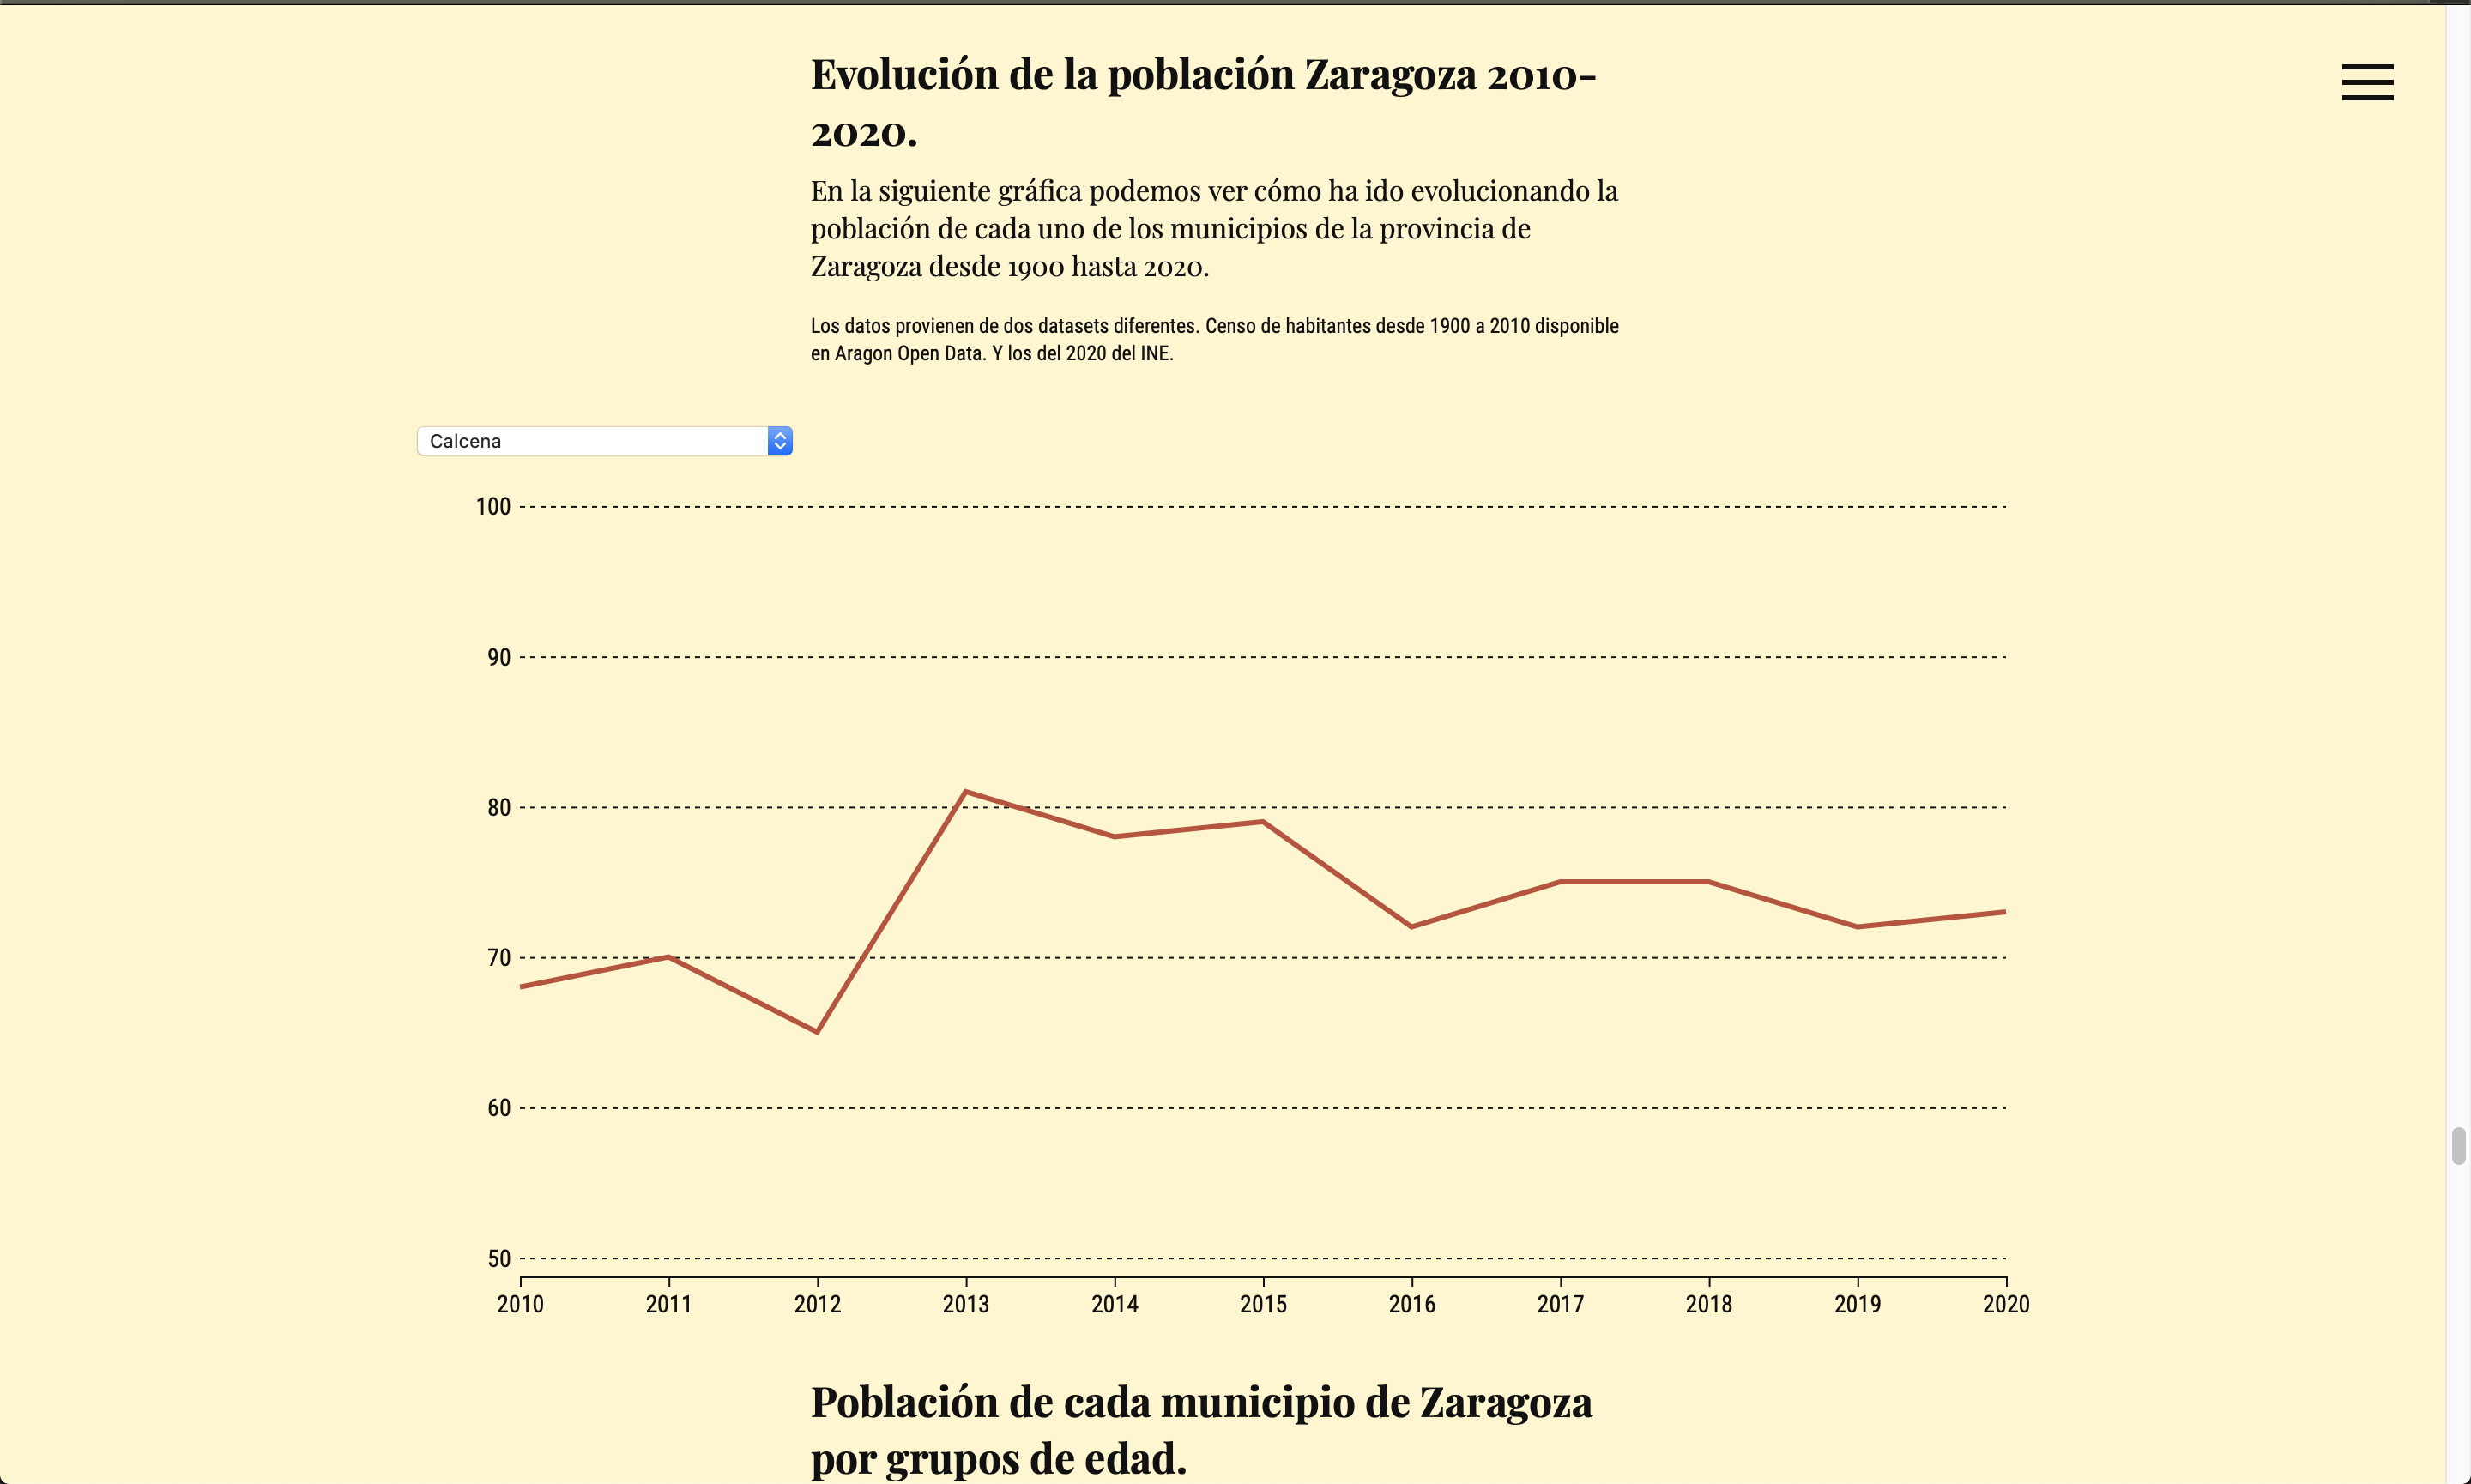 Evolución de la población Zaragoza 2010-
2020.
En la siguiente gráfica podemos ver cómo ha ido evolucionando la
población de cada uno de los municipios de la provincia de
Zaragoza desde 1900 hasta 2020.
Los datos provienen de dos datasets diferentes. Censo de habitantes desde 1900 a 2010 disponible
en Aragon Open Data. Y los del 2020 del INE.
Calcena
100
90
80
70
60
50
2010 2011 2012 2013 2014 2015 2016 2017 2018 2019 2020
Población de cada municipio de Zaragoza
por grupos de edad.